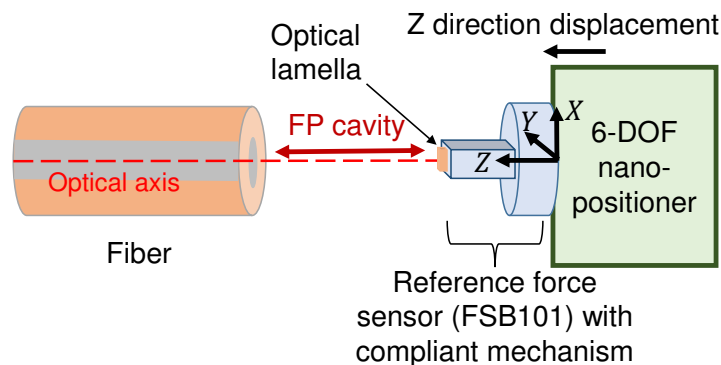 Z direction displacement
Optical
lamella
FP cavity
X
Y
Z
6-DOF
nano-
positioner
Optical axis
Fiber
Reference force
sensor (FSB101) with
compliant mechanism